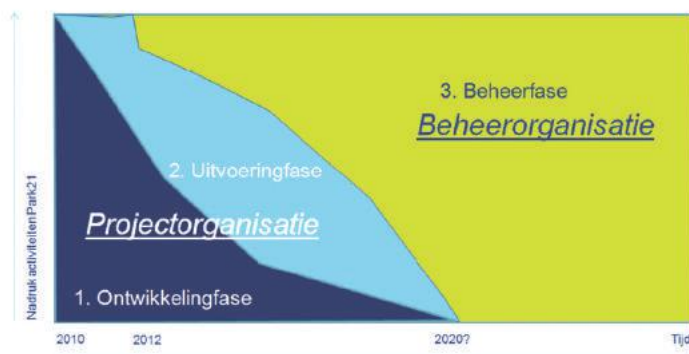 3. Beheerfase
Beheerorganisatie
2. Uitvoeringfase
Projectorganisatie
1. Ontwikkelingfase
Nadruk activiteiten Park21
2010 2012 2020? Tijd